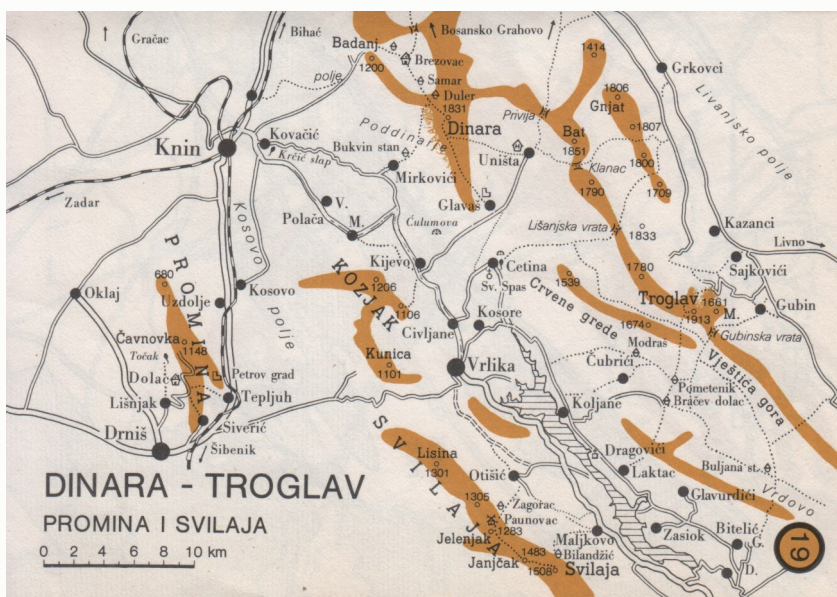 Gračac
Bihać
Badanj
1200
Bosansko Grahovo
1414
Grkovci
Brezovac
polje
Samar
Duler
1831
Dinara
1806
Gnjat
1807
Livanjsko polje
Privija
Bat
1851
Knin
Kovačić
Krčić slap
Poddinarje
Bukvin stan
Mirkovići
Uništa
Klanac
1800
1790
1709
Zadar
Kosovo
polje
V.
Polača
M.
Glavaš
Ćulumova
Lišanjska vrata
1833
Kazanci
Livno
Sajkovići
Kijevo
Cetina
Sv. Spas
1539
1780
PROMINA
680
Oklaj
Uzdolje
Kosovo
KOZJAK
1206
1106
Crvene grede
Troglav
1661
M.
1913
Gubin
Gubinska vrata
Čavnovka
1148
Točak
Civljane
Kosore
1674
Modraš
Kunica
1101
Vrlika
Čubrići
Vještića gora
Dolac
Petrov grad
Lišnjak
Tepljuh
Pometenik
Bračev dolac
Koljane
Drniš
Siverić
Šibenik
SVILAJA
Lisina
1301
Dragovići
Otišić
Laktac
Buljana st.
Vrdovo
DINARA - TROGLAV
PROMINA I SVILAJA
1305
Zagorac
Paunovac
1283
Jelenjak
Glavurdići
Maljkovo
Zasiok
Bitelić
G.
D.
1483
Bilandžić
Janjčak
1508
Svilaja
0 2 4 6 8 10 km
19